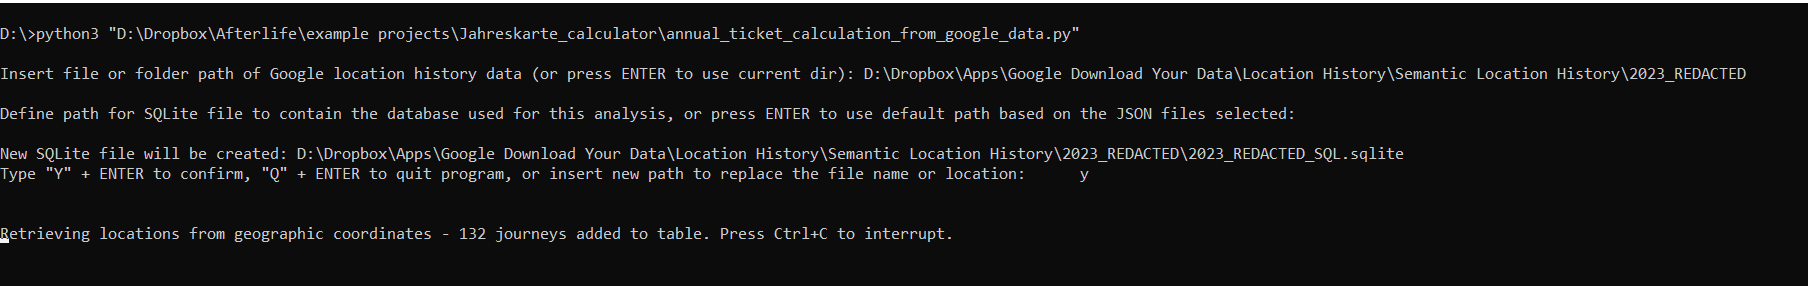 D:\>python3 "D:\Dropbox\Afterlife\example projects\Jahreskarte_calculator\annual_ticket_calculation_from_google_data.py"
Insert file or folder path of Google location history data (or press ENTER to use current dir): D:\Dropbox\Apps\Google Download Your Data\Location History\Semantic Location History\2023_REDACTED
Define path for SQLite file to contain the database used for this analysis, or press ENTER to use default path based on the JSON files selected:
New SQLite file will be created: D:\Dropbox\Apps\Google Download Your Data\Location History\Semantic Location History\2023_REDACTED\2023_REDACTED_SQL.sqlite
Type "Y" + ENTER to confirm, "Q" + ENTER to quit program, or insert new path to replace the file name or location:      y
Retrieving locations from geographic coordinates - 132 journeys added to table. Press Ctrl+C to interrupt.